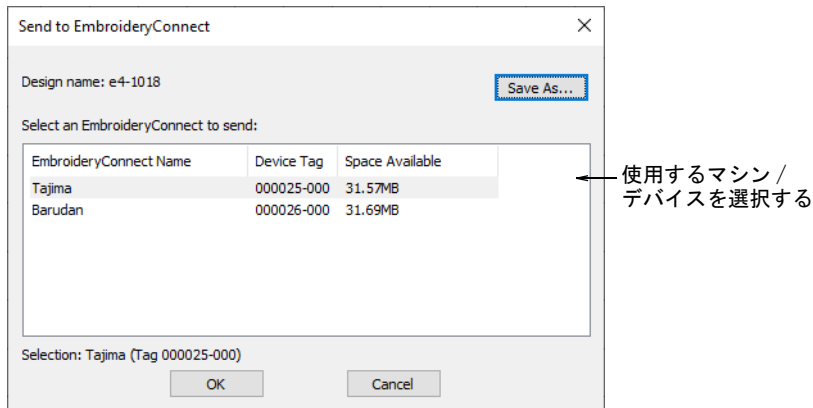 Send to EmbroideryConnect
Design name: e4-1018
Save As...
Select an EmbroideryConnect to send:
EmbroideryConnect Name Device Tag Space Available
Tajima 000025-000 31.57MB
Barudan 000026-000 31.69MB
使用するマシン /
デバイスを選択する
Selection: Tajima (Tag 000025-000)
OK Cancel